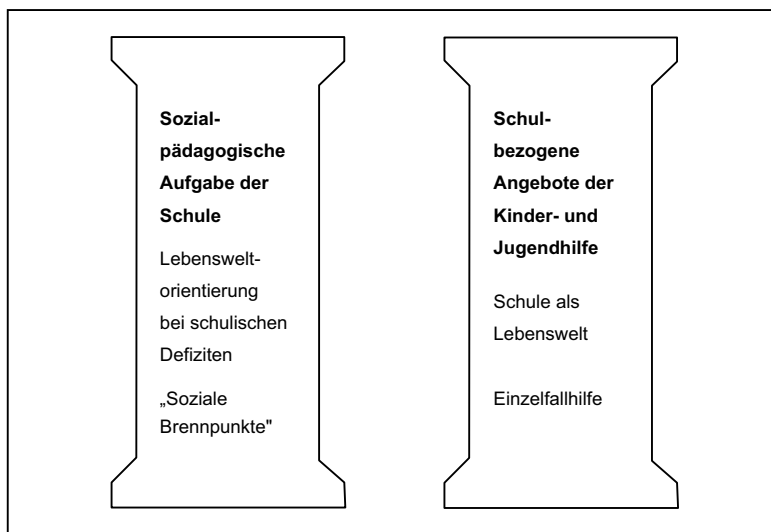 Sozial-
pädagogische
Aufgabe der
Schule
Lebenswelt-
orientierung
bei schulischen
Defiziten
„Soziale
Brennpunkte"
Schul-
bezogene
Angebote der
Kinder- und
Jugendhilfe
Schule als
Lebenswelt
Einzelfallhilfe